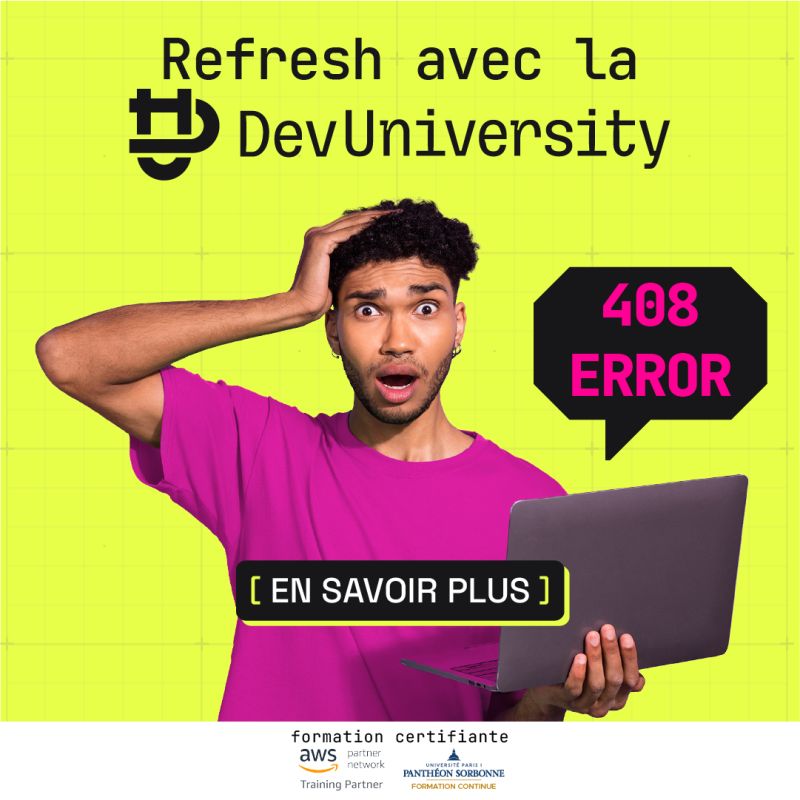 Refresh avec la
DevUniversity
408
ERROR
[ EN SAVOIR PLUS ]
formation certifiante
aws partner
network
Training Partner
UNIVERSITÉ PARIS 1
PANTHÉON SORBONNE
FORMATION CONTINUE